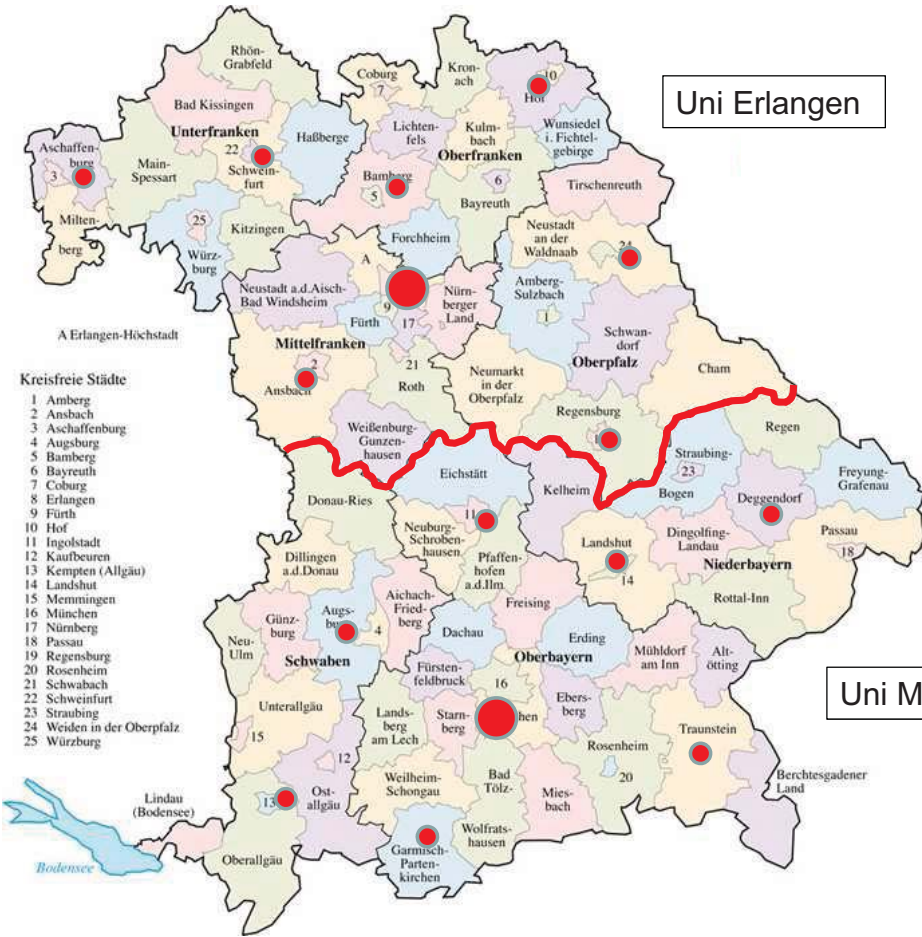 Rhön-
Grabfeld
Coburg
7
Kron-
ach
10
Hof
Uni Erlangen
Bad Kissingen
Unterfranken
Haßberge
Lichten-
fels
Kulm-
bach
Oberfranken
Wunsiedel
i. Fichtel-
gebirge
Aschaffen-
burg
3
Main-
Spessart
22
Schwein-
furt
Bamberg
5
6
Bayreuth
Tirschenreuth
Milten-
berg
25
Würz-
burg
Kitzingen
Forchheim
Neustadt
an der
Waldnaab
24
A
Neustadt a.d.Aisch-
Bad Windsheim
9
Fürth
17
Nürn-
berger
Land
Amberg-
Sulzbach
1
Schwan-
dorf
Oberpfalz
A Erlangen-Höchstadt
Mittelfranken
2
Ansbach
21
Roth
Neumarkt
in der
Oberpfalz
Cham
Kreisfreie Städte
1 Amberg
2 Ansbach
3 Aschaffenburg
4 Augsburg
5 Bamberg
6 Bayreuth
7 Coburg
8 Erlangen
9 Fürth
10 Hof
11 Ingolstadt
12 Kaufbeuren
13 Kempten (Allgäu)
14 Landshut
15 Memmingen
16 München
17 Nürnberg
18 Passau
19 Regensburg
20 Rosenheim
21 Schwabach
22 Schweinfurt
23 Straubing
24 Weiden in der Oberpfalz
25 Würzburg
Weißenburg-
Gunzen-
hausen
Regensburg
Regen
Straubing-
23
Bogen
Eichstätt
Kelheim
Deggendorf
Freyung-
Grafenau
Donau-Ries
11
Neuburg-
Schroben-
hausen
Pfaffen-
hofen
a.d.Ilm
Landshut
14
Dingolfing-
Landau
Niederbayern
Passau
18
Dillingen
a.d.Donau
Rottal-Inn
Günz-
burg
Augs-
4
Aichach-
Fried-
berg
Freising
Neu-
Ulm
Schwaben
Dachau
Oberbayern
Erding
Mühldorf
am Inn
Alt-
ötting
Fürsten-
feldbruck
16
chen
Ebers-
berg
Uni M
Unterallgäu
15
Lands-
berg
am Lech
Starn-
berg
Rosenheim
20
Traunstein
12
Ost-
allgäu
Weilheim-
Schongau
Bad
Tölz-
Wolfrats-
hausen
Mies-
bach
Berchtesgadener
Land
Lindau
(Bodensee)
13
Oberallgäu
Garmisch-
Parten-
kirchen
Bodensee